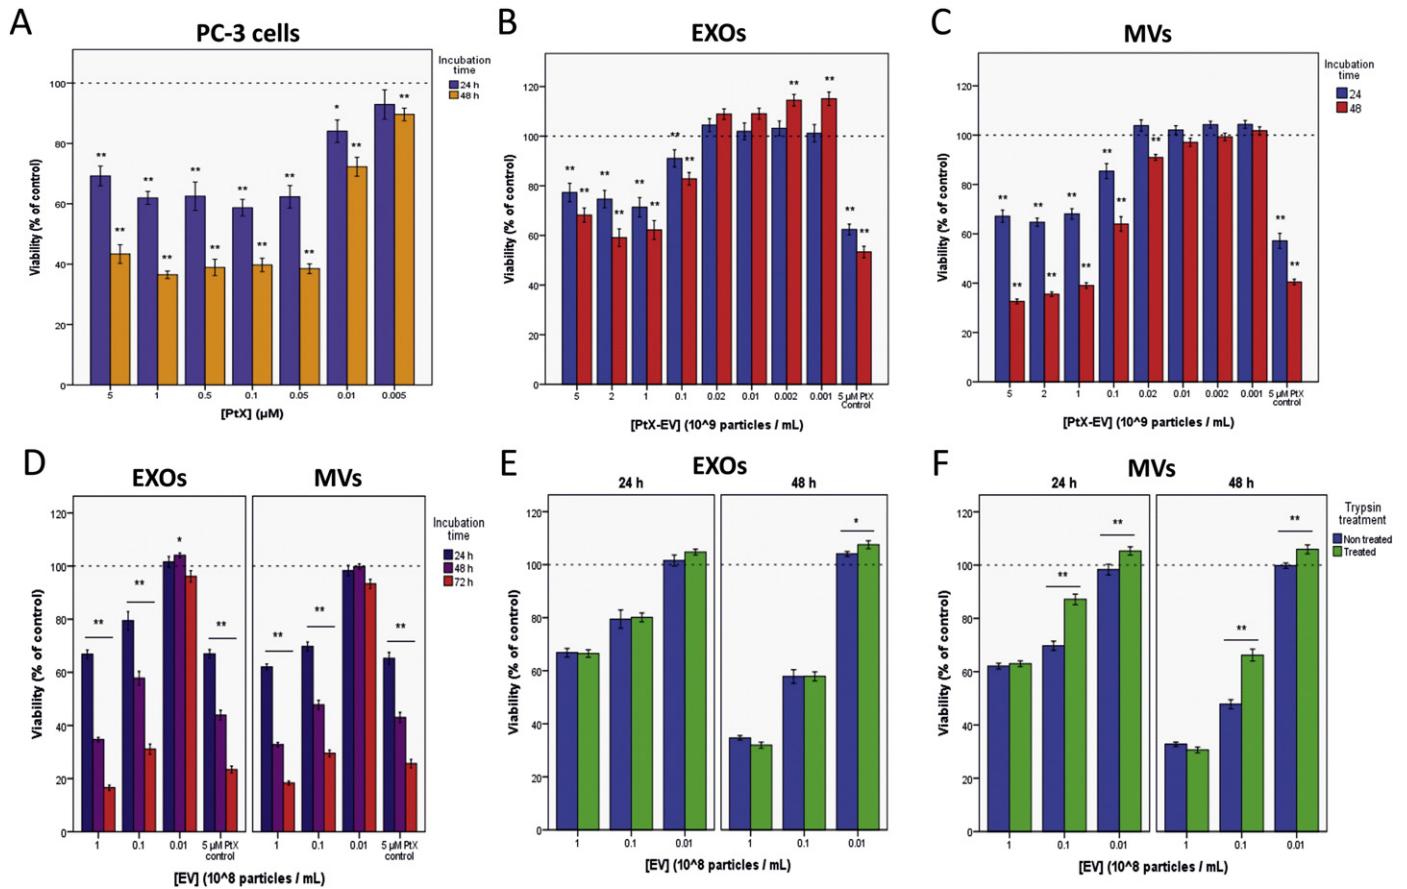 A
PC-3 cells
Incubation
time
24 h
48 h
Viability (% of control)
100
80
60
40
20
0
** ** ** ** ** * **
** ** ** ** ** **
5 1 0.5 0.1 0.05 0.01 0.005
[PtX] (µM)
B
EXOs
Viability (% of control)
120
100
80
60
40
20
0
** ** ** ** ** ** **
** ** ** ** **
5 2 1 0.1 0.02 0.01 0.002 0.001 5 µM PtX
Control
[PtX-EV] (10^9 particles / mL)
C
MVs
Incubation
time
24
48
Viability (% of control)
120
100
80
60
40
20
0
** ** ** ** ** **
** ** ** ** **
5 2 1 0.1 0.02 0.01 0.002 0.001 5 µM PtX
control
[PtX-EV] (10^9 particles / mL)
D
EXOs MVs
Incubation
time
24 h
48 h
72 h
Viability (% of control)
120
100
80
60
40
20
0
** ** * ** ** ** **
1 0.1 0.01 5 µM PtX
control
1 0.1 0.01 5 µM PtX
control
[EV] (10^8 particles / mL)
E
EXOs
24 h 48 h
Viability (% of control)
120
100
80
60
40
20
0
*
1 0.1 0.01 1 0.1 0.01
[EV] (10^8 particles / mL)
F
MVs
24 h 48 h
Trypsin
treatment
Non treated
Treated
Viability (% of control)
120
100
80
60
40
20
0
** ** ** **
1 0.1 0.01 1 0.1 0.01
[EV] (10^8 particles / mL)